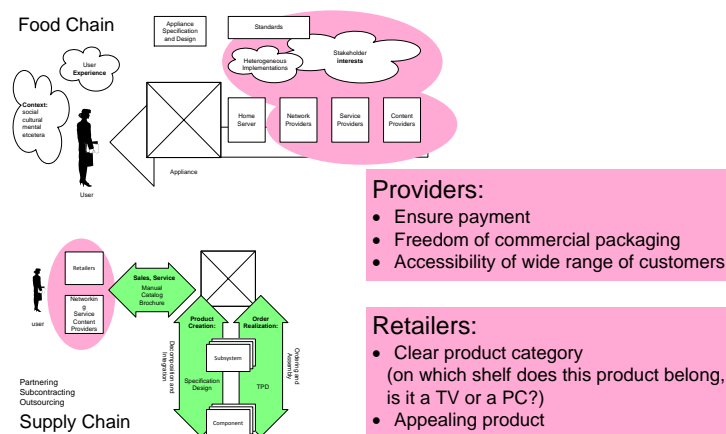 Food Chain
Appliance
Specification
and Design
Standards
User
Experience
Heterogeneous
Implementations
Stakeholder
interests
Context:
social
cultural
mental
etcetera
Home
Server
Network
Providers
Service
Providers
Content
Providers
Appliance
User
Providers:
• Ensure payment
• Freedom of commercial packaging
• Accessibility of wide range of customers
Retailers
Sales, Service
Manual
Catalog
Brochure
user
Networkin
g
Service
Content
Providers
Product
Creation:
Order
Realization:
Decomposition and
Integration
Ordering and
Assembly
Subsystem
Specification
Design
TPD
Component
Partnering
Subcontracting
Outsourcing
Supply Chain
Retailers:
• Clear product category
(on which shelf does this product belong,
is it a TV or a PC?)
• Appealing product